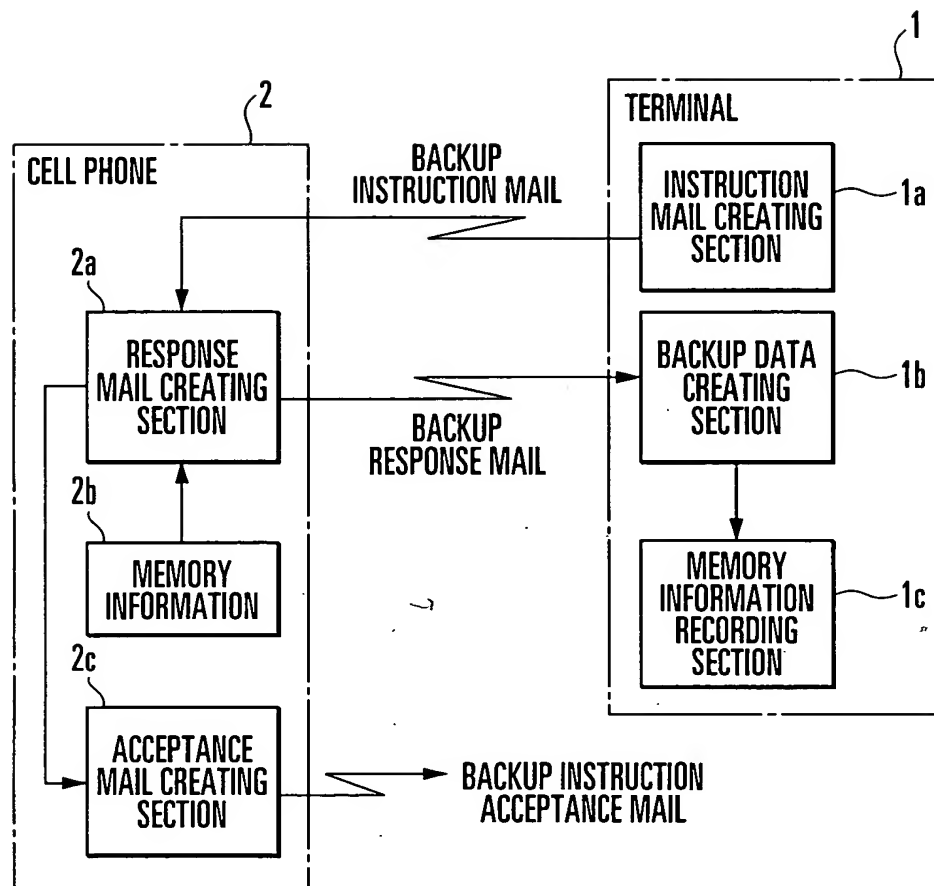 1
2
TERMINAL
CELL PHONE
BACKUP
INSTRUCTION MAIL
INSTRUCTION
MAIL CREATING
SECTION
1a
2a
RESPONSE
MAIL CREATING
SECTION
BACKUP DATA
CREATING
SECTION
1b
BACKUP
RESPONSE MAIL
2b
MEMORY
INFORMATION
MEMORY
INFORMATION
RECORDING
SECTION
1c
2c
ACCEPTANCE
MAIL CREATING
SECTION
BACKUP INSTRUCTION
ACCEPTANCE MAIL